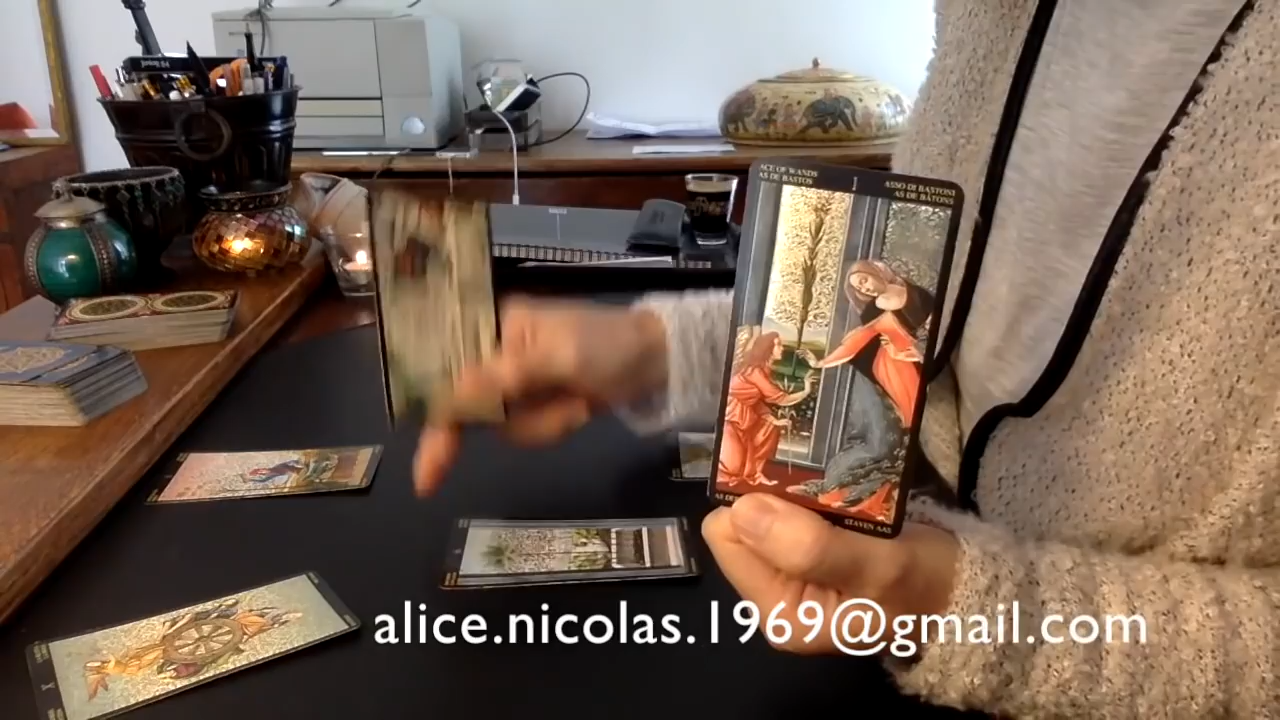 ACE OF WANDS
AS DE BASTOS
ASSO DI BASTONI
AS DE BÂTONS
STAVEN AAS
alice.nicolas.1969@gmail.com